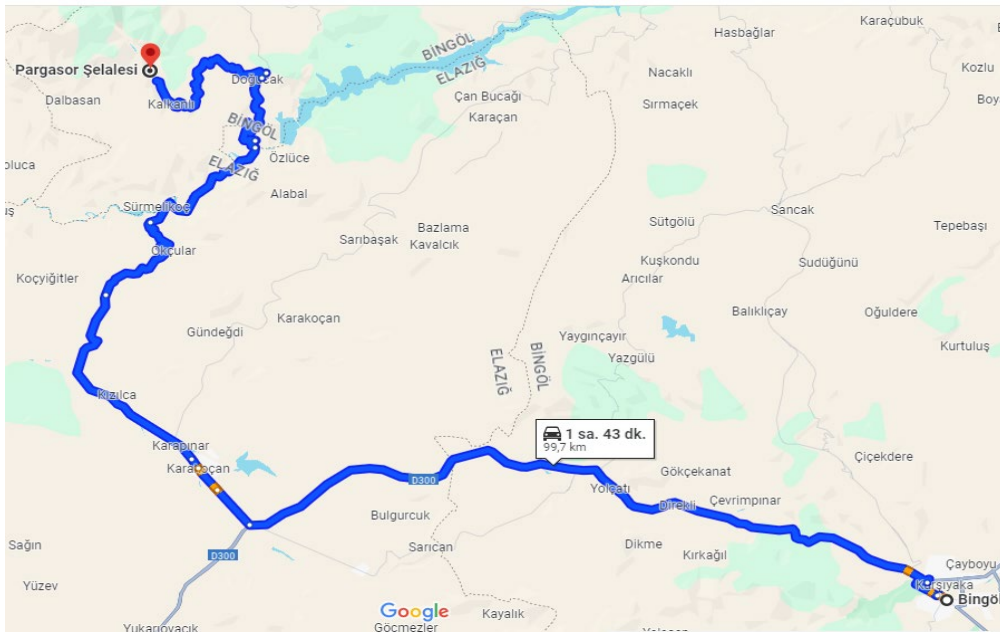 Karaçubuk
Hasbağlar
BİNGÖL
ELAZIĞ
Pargasor Şelalesi
Kozlu
Nacaklı
Doğucak
Dalbasan
Kalkanlı
Çan Bucağı
Sırmaçek
Karaçan
BİNGÖL
Özlüce
ELAZIĞ
oluca
Alabal
Sürmelikoç
Sancak
Sütgölü
Tepebaşı
Bazlama
Sarıbaşak
Kavalcık
Okçular
Kuşkondu
Sudüğünü
Koçyiğitler
Arıcılar
Karakoçan
Balıklıçay
Oğuldere
Gündeğdi
Yaygınçayır
Kurtuluş
ELAZIĞ
BİNGÖL
Yazgülü
Kızılca
1 sa. 43 dk.
99,7 km
Karapınar
Karakoçan
Çiçekdere
Gökçekanat
D300
Yolçatı
Çevrimpınar
Direkli
Bulgurcuk
Sağın
D300
Sarıcan
Dikme
Kırkağıl
Çayboyu
Yüzev
Karşıyaka
Bingöl
Google
Kayalık
Göçmezler
Yukarıovacık